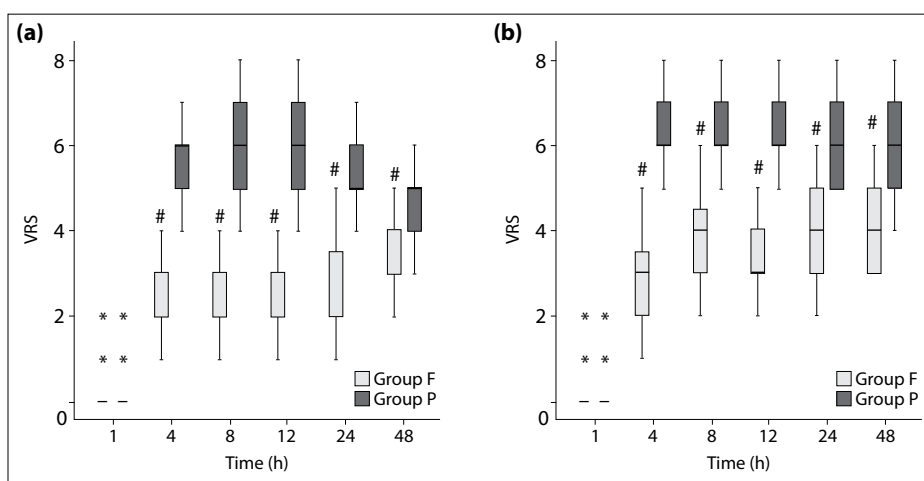 (a)
8
6
4
2
0
VRS
# # # # #
* *
* *
Group F
Group P
1 4 8 12 24 48
Time (h)
(b)
8
6
4
2
0
VRS
# # # # #
* *
* *
Group F
Group P
1 4 8 12 24 48
Time (h)